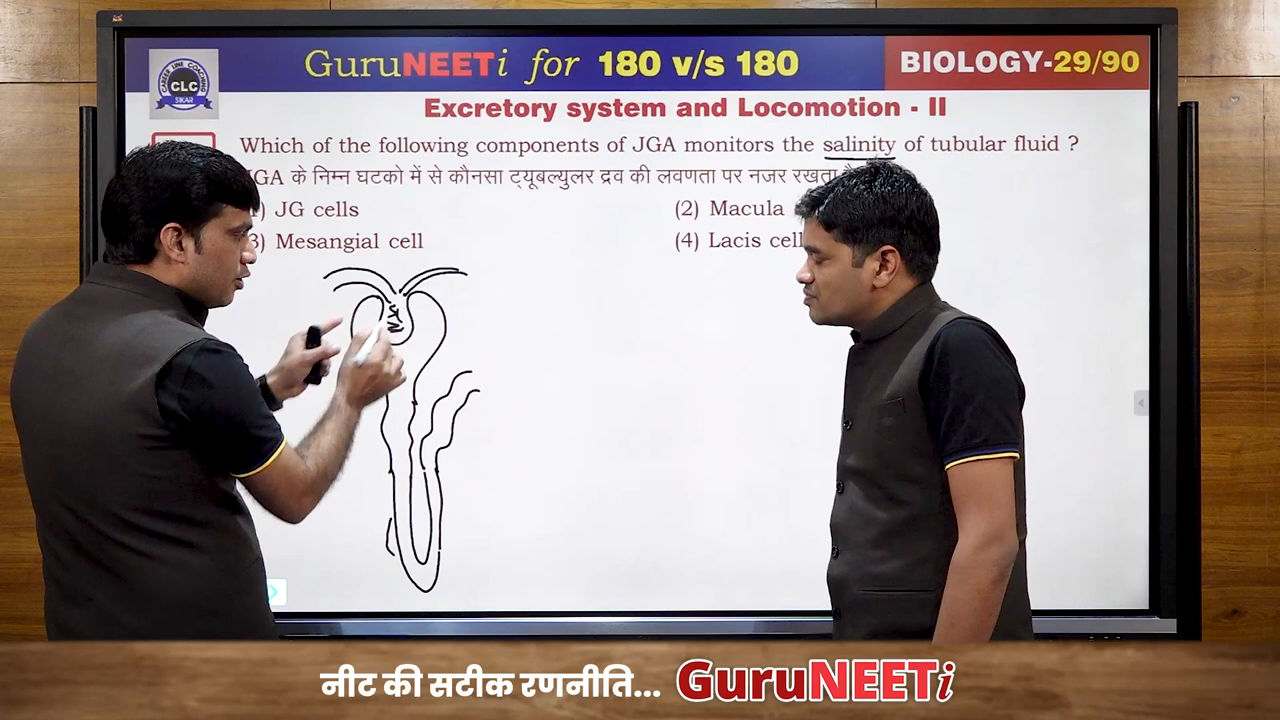 GuruNEETi for 180 v/s 180
BIOLOGY-29/90
CAREER LINE COACHING
CLC
SIKAR
Excretory system and Locomotion - II
Which of the following components of JGA monitors the salinity of tubular fluid ?
JGA के निम्न घटको में से कौनसा ट्यूबल्युलर द्रव की लवणता पर नजर रखता
JG cells
(2) Macula
3) Mesangial cell
(4) Lacis cell
नीट की सटीक रणनीति... GuruNEETi